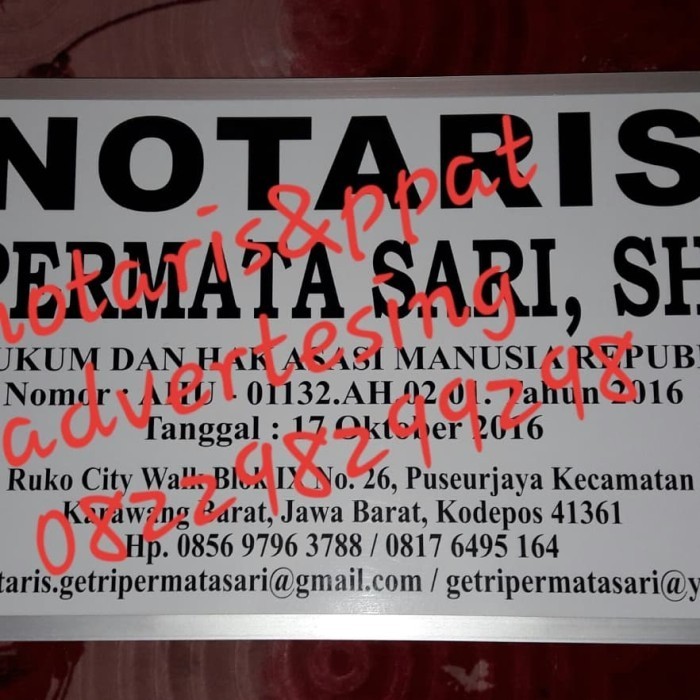 NOTARIS
PERMATA SARI, SH
UKUM DAN HAK ASASI MANUSIA REPUB
Nomor : AHU - 01132.AH.02.01. Tahun 2016
Tanggal : 17 Oktober 2016
Ruko City Walk Blok IX No. 26, Puseurjaya Kecamatan
Karawang Barat, Jawa Barat, Kodepos 41361
Hp. 0856 9796 3788 / 0817 6495 164
taris.getripermatasari@gmail.com / getripermatasari@y
notaris&ppat
advertesing
082298299298